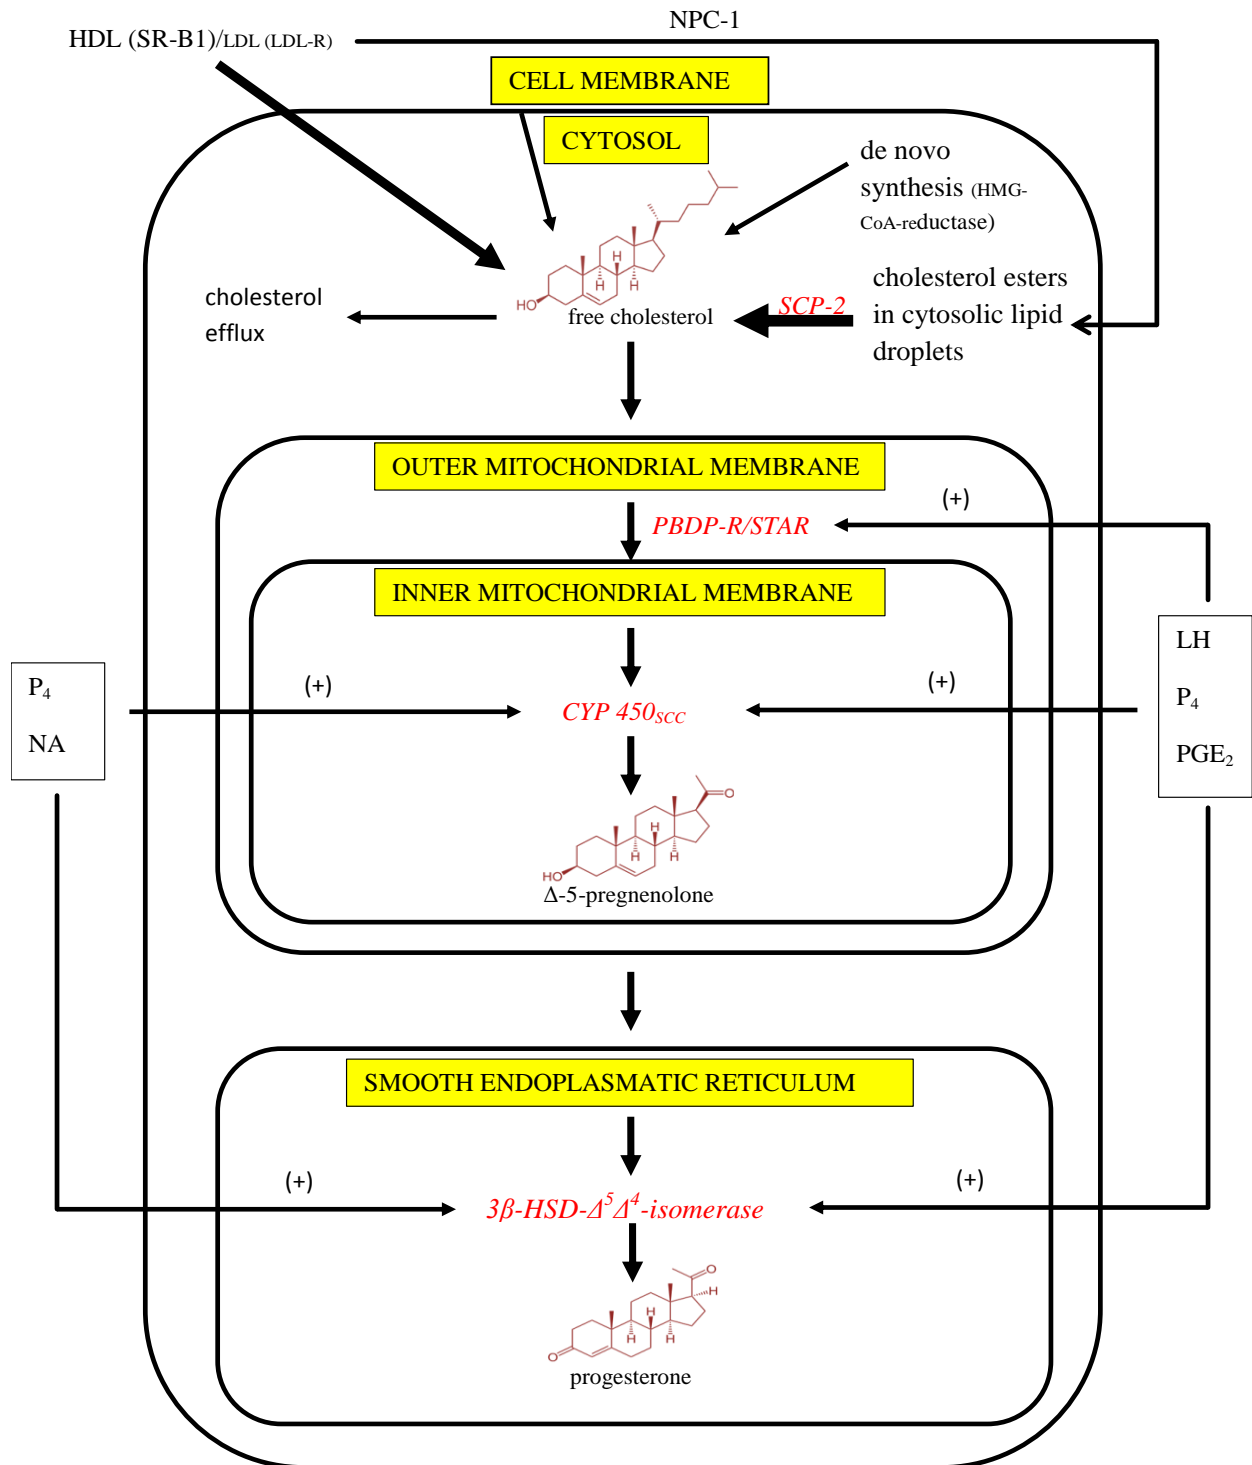 NPC-1
HDL (SR-B1)/LDL (LDL-R)
CELL MEMBRANE
CYTOSOL
de novo
synthesis (HMG-
CoA-reductase)
H
H
H
HO
free cholesterol
cholesterol
efflux
SCP-2
cholesterol esters
in cytosolic lipid
droplets
OUTER MITOCHONDRIAL MEMBRANE
PBDP-R/STAR
(+)
INNER MITOCHONDRIAL MEMBRANE
LH
P₄
PGE₂
P₄
NA
(+)
CYP 450SCC
(+)
O
H
H
H
HO
Δ-5-pregnenolone
SMOOTH ENDOPLASMATIC RETICULUM
(+)
3β-HSD-Δ⁵Δ⁴-isomerase
(+)
O
H
H
H
H
O
progesterone